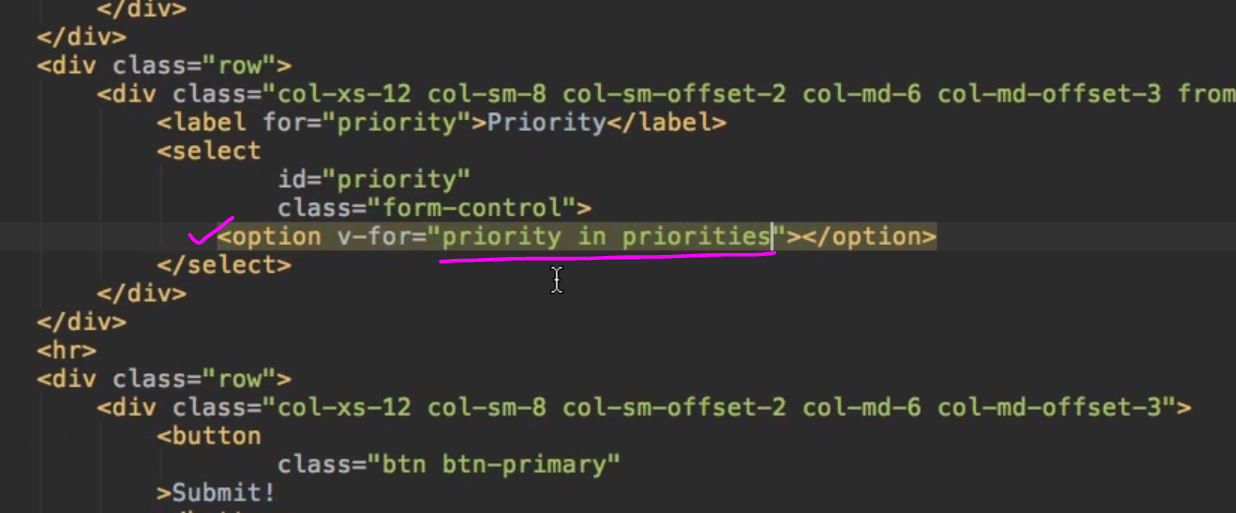 </div>
</div>
<div class="row">
<div class="col-xs-12 col-sm-8 col-sm-offset-2 col-md-6 col-md-offset-3 from
<label for="priority">Priority</label>
<select
id="priority"
class="form-control">
<option v-for="priority in priorities"></option>
</select>
</div>
</div>
<hr>
<div class="row">
<div class="col-xs-12 col-sm-8 col-sm-offset-2 col-md-6 col-md-offset-3">
<button
class="btn btn-primary"
>Submit!